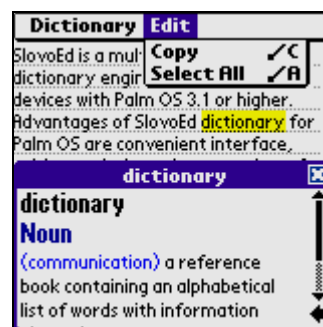 Dictionary Edit
SlovoEd is a mul
Copy /C
dictionary engir
Select All /A
devices with Palm OS 3.1 or higher.
Advantages of SlovoEd dictionary for
Palm OS are convenient interface,
dictionary
dictionary
Noun
(communication) a reference
book containing an alphabetical
list of words with information